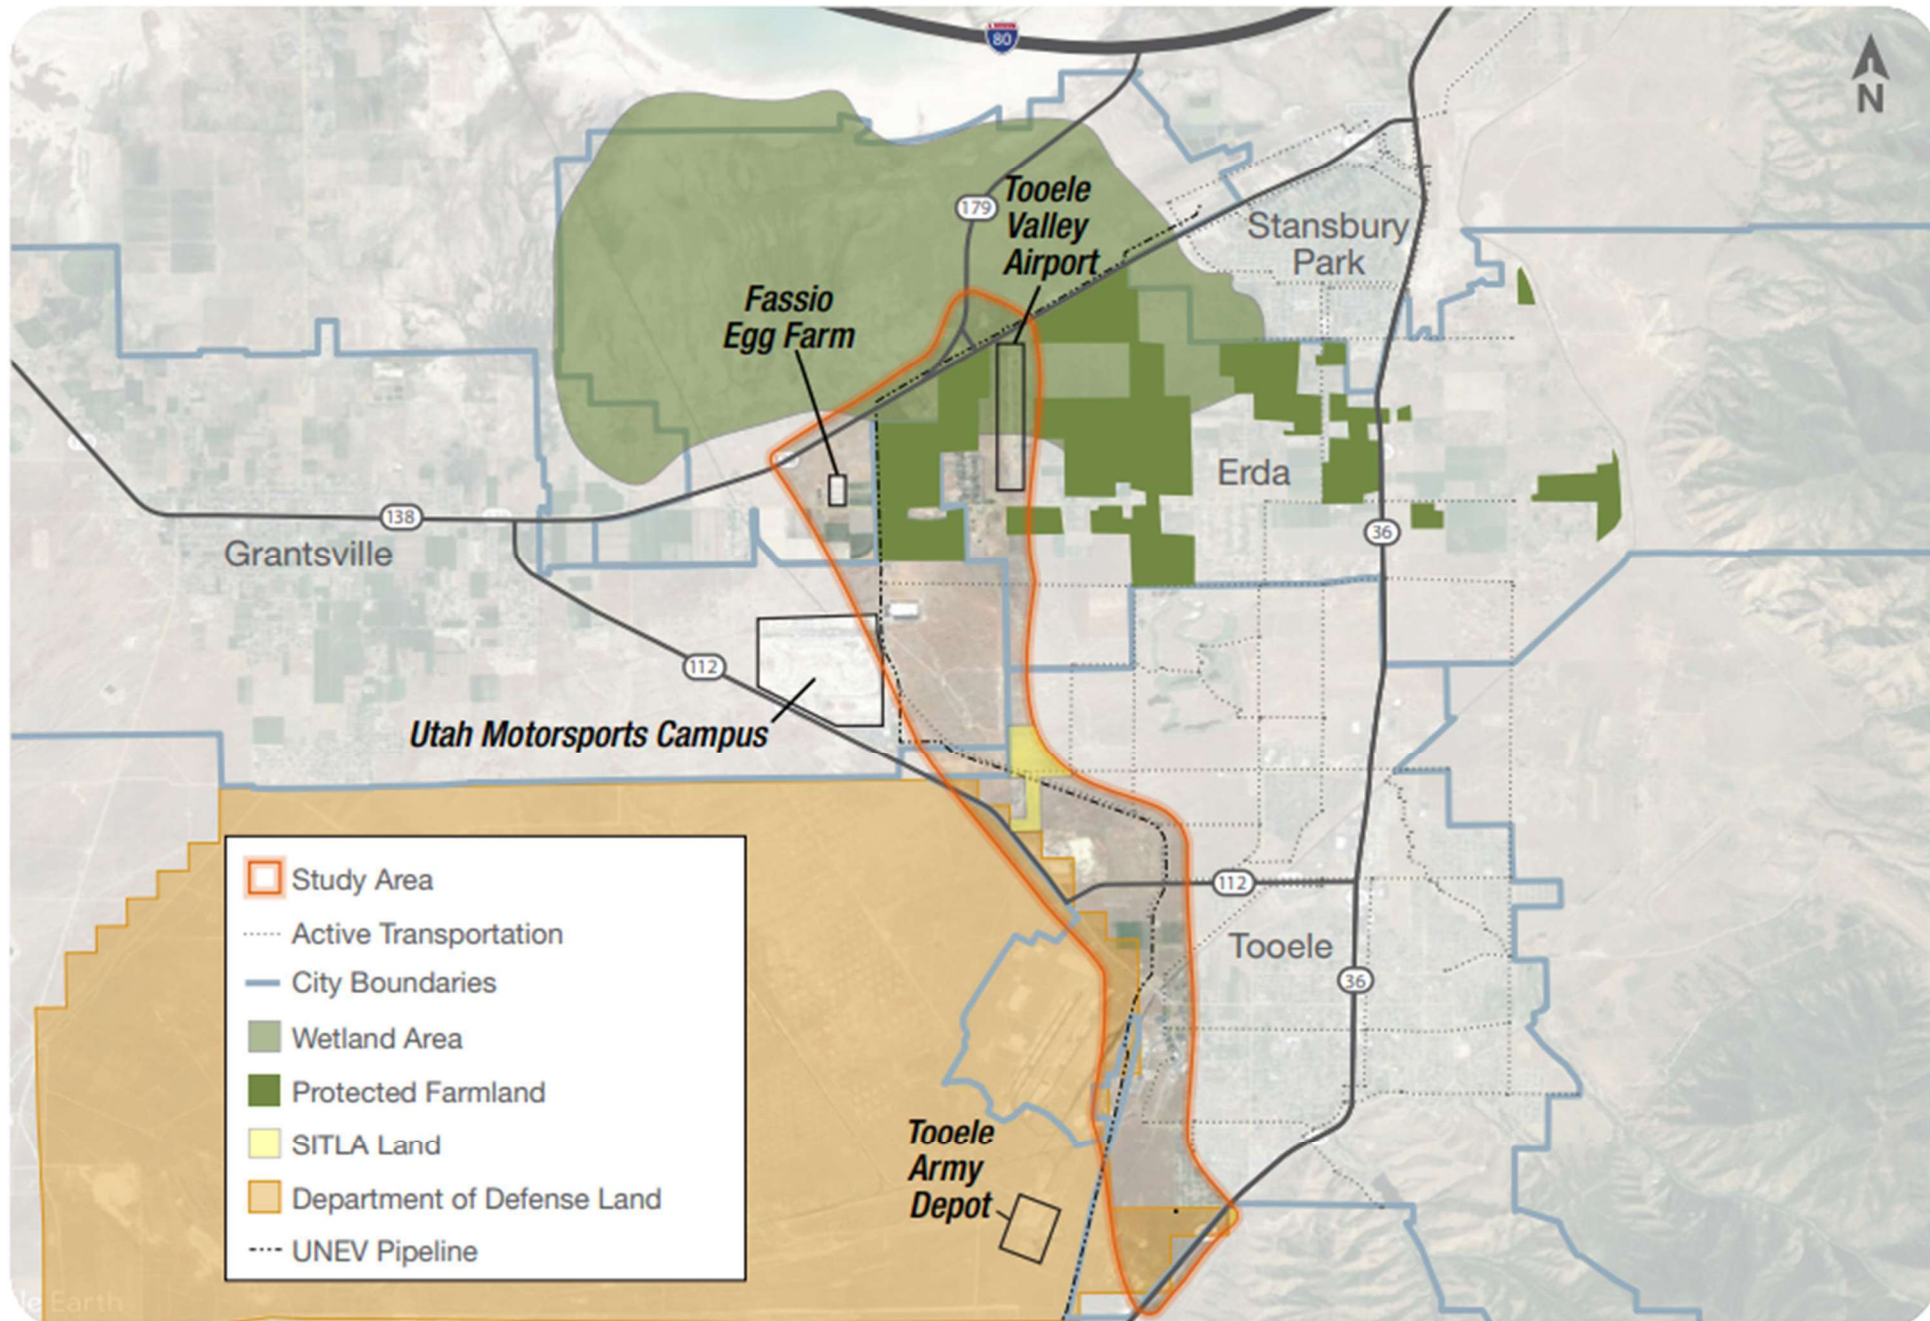 80
N
179
Tooele
Valley
Airport
Stansbury
Park
Fassio
Egg Farm
Erda
138
36
Grantsville
112
Utah Motorsports Campus
112
Tooele
36
Tooele
Army
Depot
Study Area
Active Transportation
City Boundaries
Wetland Area
Protected Farmland
SITLA Land
Department of Defense Land
UNEV Pipeline
Earth